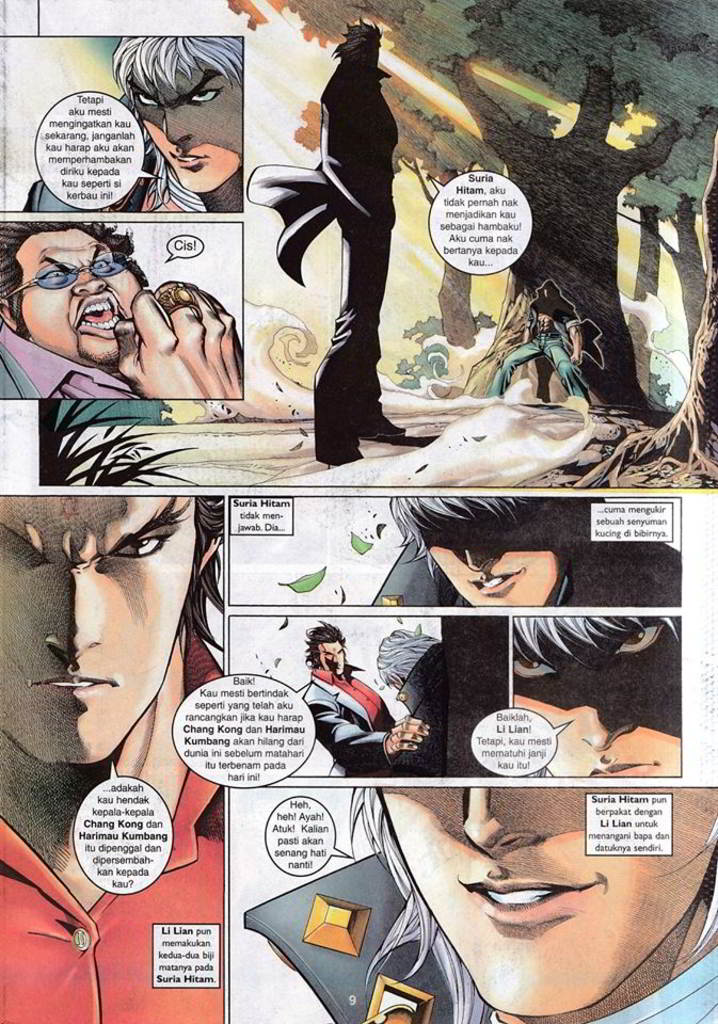 Tetapi
aku mesti
mengingatkan kau
sekarang, janganlah
kau harap aku akan
memperhambakan
diriku kepada
kau seperti si
kerbau ini!
Cis!
Suria
Hitam, aku
tidak pernah nak
menjadikan kau
sebagai hambaku!
Aku cuma nak
bertanya kepada
kau...
...adakah
kau hendak
kepala-kepala
Chang Kong dan
Harimau Kumbang
itu dipenggal dan
dipersembah-
kan kepada
kau?
Li Lian pun
memakukan
kedua-dua biji
matanya pada
Suria Hitam.
Suria Hitam
tidak men-
jawab. Dia...
...cuma mengukir
sebuah senyuman
kucing di bibirnya.
Baik!
Kau mesti bertindak
seperti yang telah aku
rancangkan jika kau harap
Chang Kong dan Harimau
Kumbang akan hilang dari
dunia ini sebelum matahari
itu terbenam pada
hari ini!
Baiklah,
Li Lian!
Tetapi, kau mesti
mematuhi janji
kau itu!
Heh,
heh! Ayah!
Atuk! Kalian
pasti akan
senang hati
nanti!
Suria Hitam pun
berpakat dengan
Li Lian untuk
menangani bapa dan
datuknya sendiri.
9